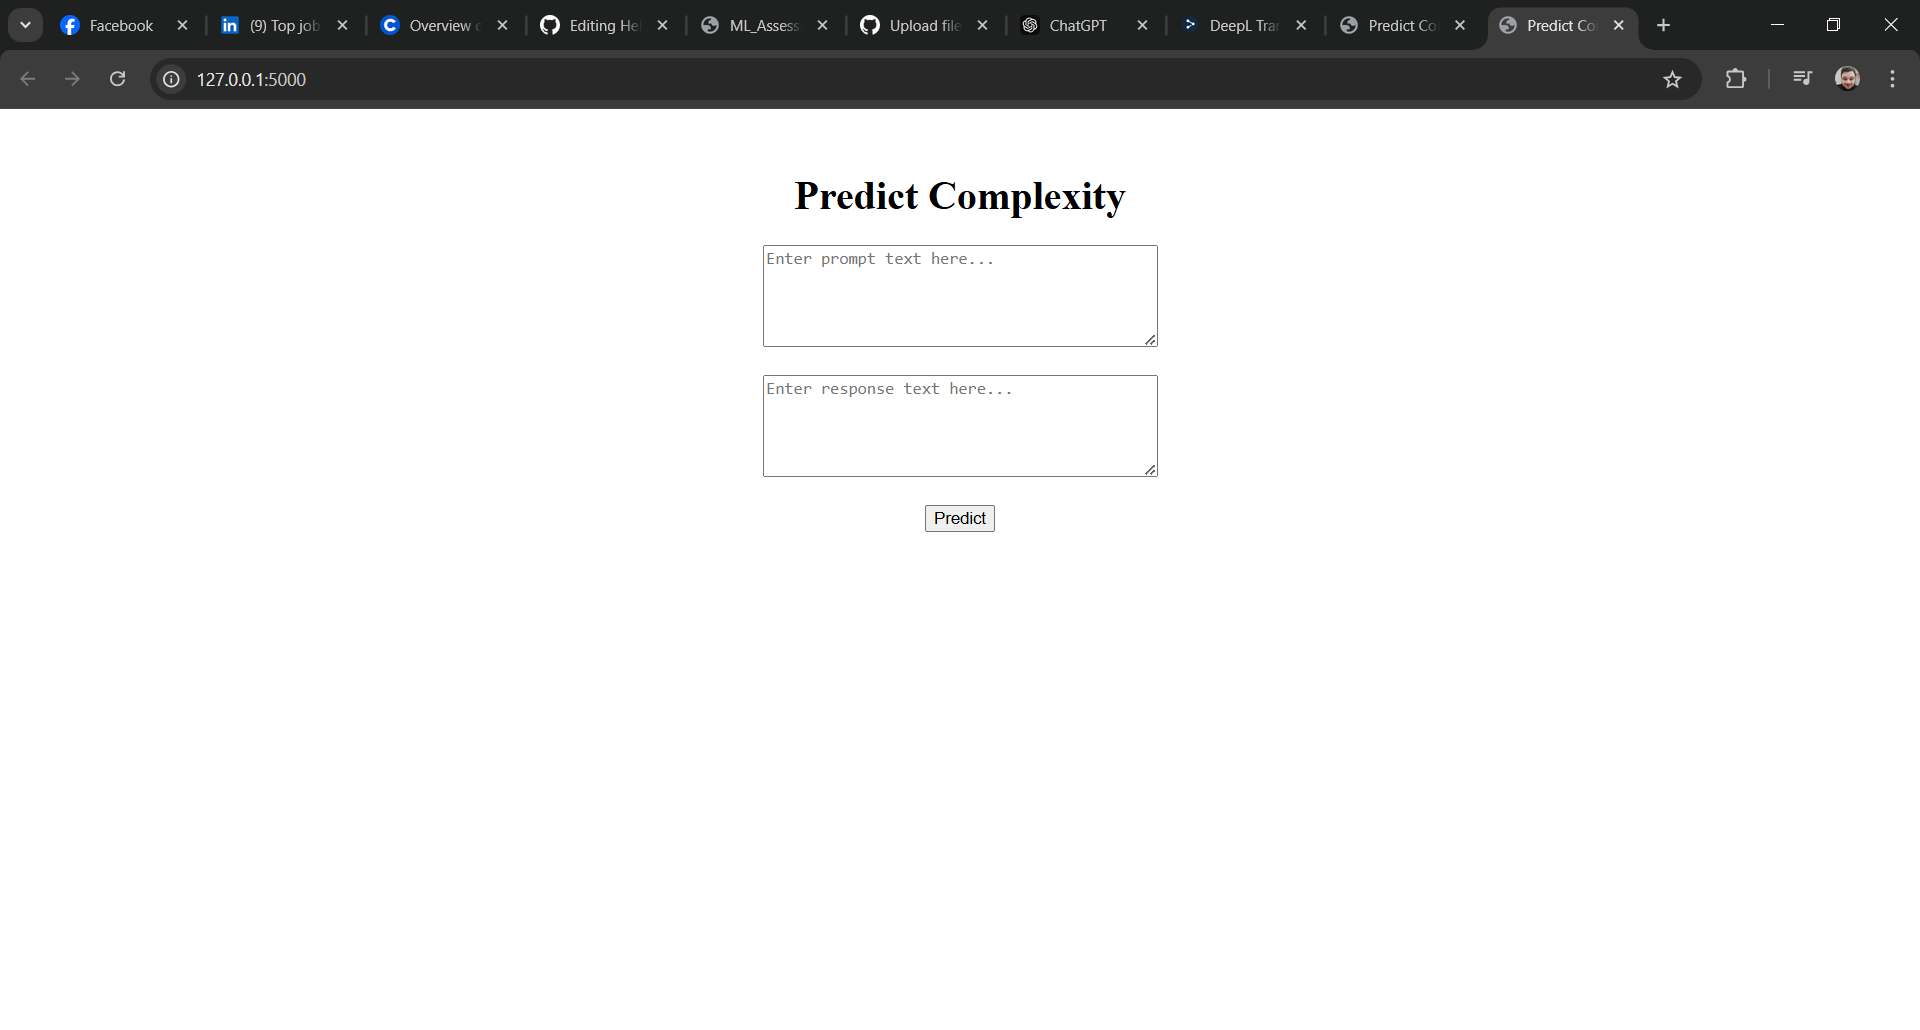 Facebook
(9) Top job
Overview
Editing He
ML_Assess
Upload file
ChatGPT
DeepL Tra
Predict Co
Predict Co
127.0.0.1:5000
Predict Complexity
Enter prompt text here...
Enter response text here...
Predict